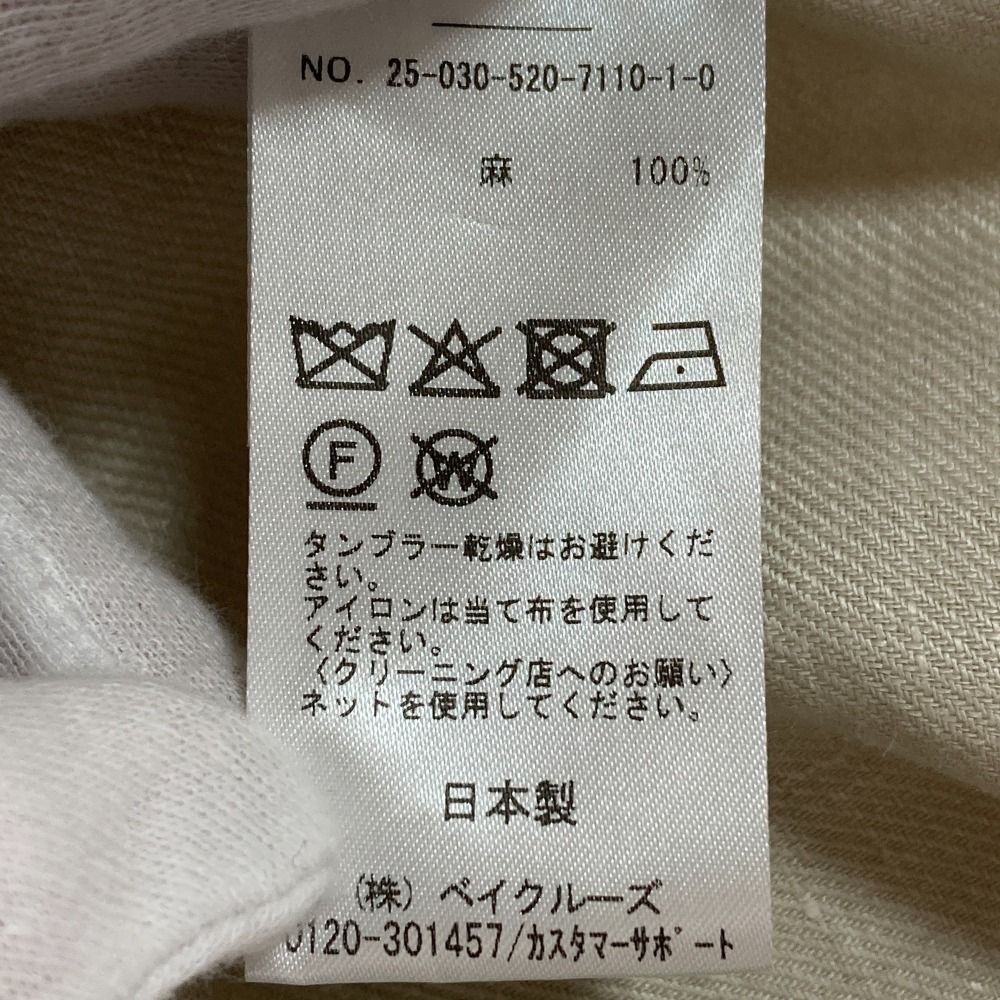 NO. 25-030-520-7110-1-0
麻 100%
F
W
タンブラー乾燥はお避けくだ
さい。
アイロンは当て布を使用して
ください。
〈クリーニング店へのお願い〉
ネットを使用してください。
日本製
(株) ベイクルーズ
0120-301457/カスタマーサポート